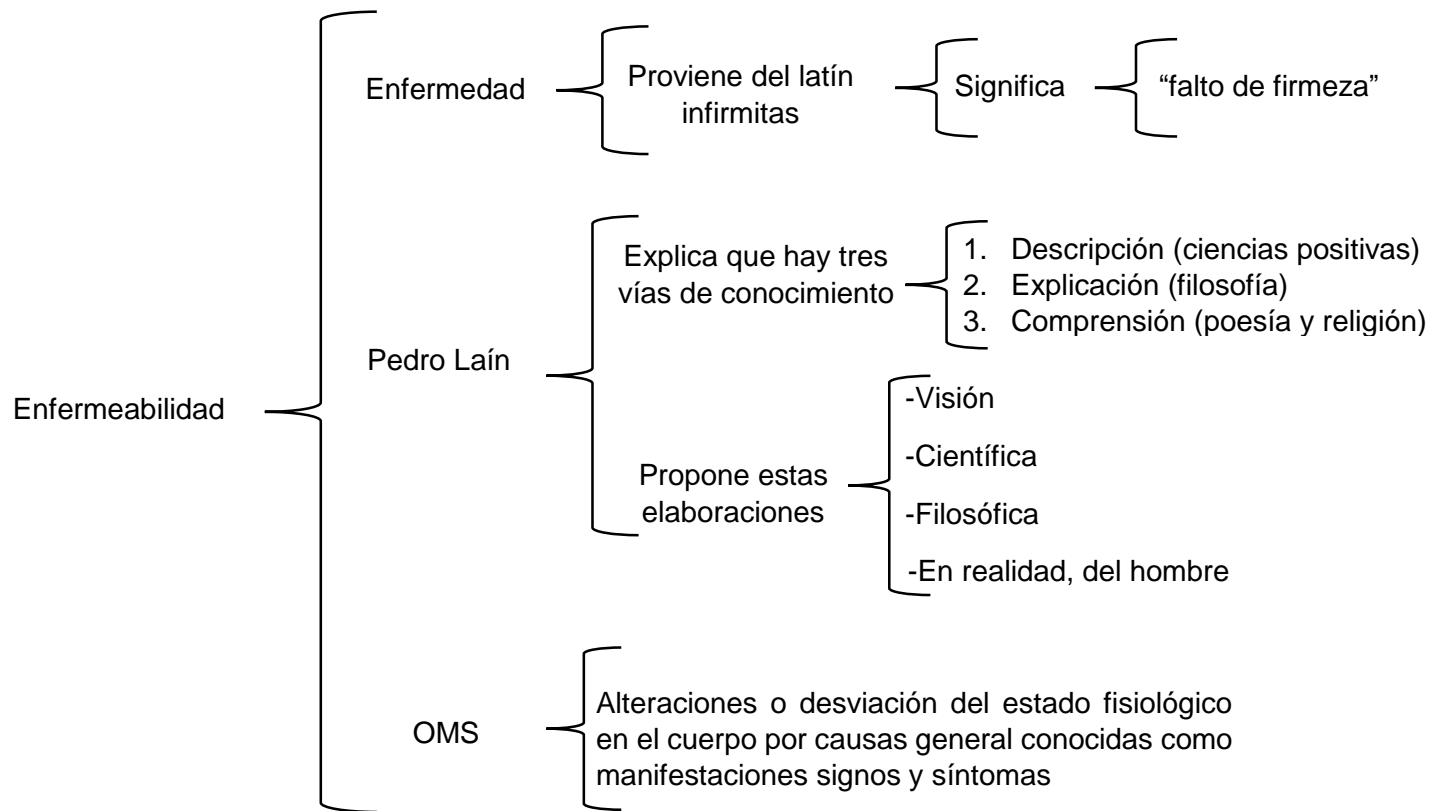 Enfermeabilidad
Enfermedad
Proviene del latín
infirmitas
Significa
“falto de firmeza”
Pedro Laín
Explica que hay tres
vías de conocimiento
1. Descripción (ciencias positivas)
2. Explicación (filosofía)
3. Comprensión (poesía y religión)
Propone estas
elaboraciones
-Visión
-Científica
-Filosófica
-En realidad, del hombre
OMS
Alteraciones o desviación del estado fisiológico
en el cuerpo por causas general conocidas como
manifestaciones signos y síntomas